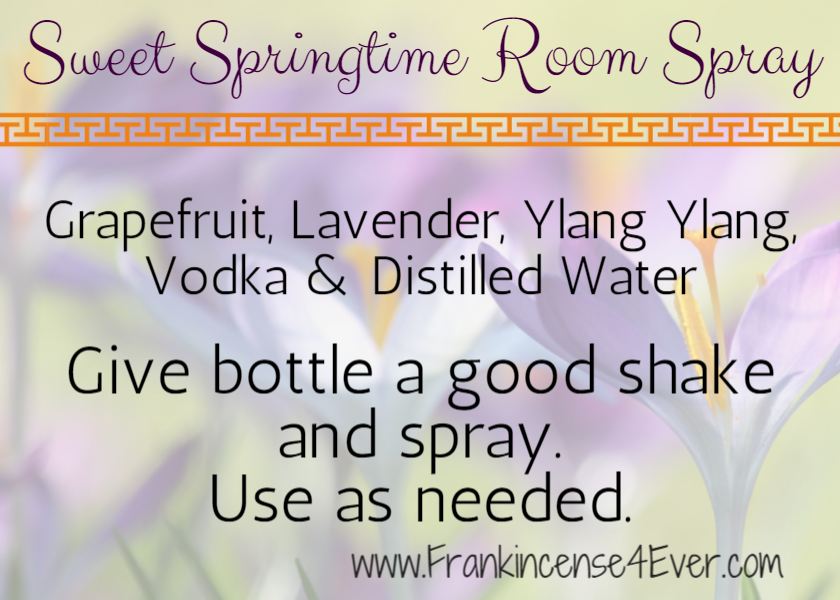 Sweet Springtime Room Spray
Grapefruit, Lavender, Ylang Ylang,
Vodka & Distilled Water
Give bottle a good shake
and spray.
Use as needed.
www.Frankincense4Ever.com